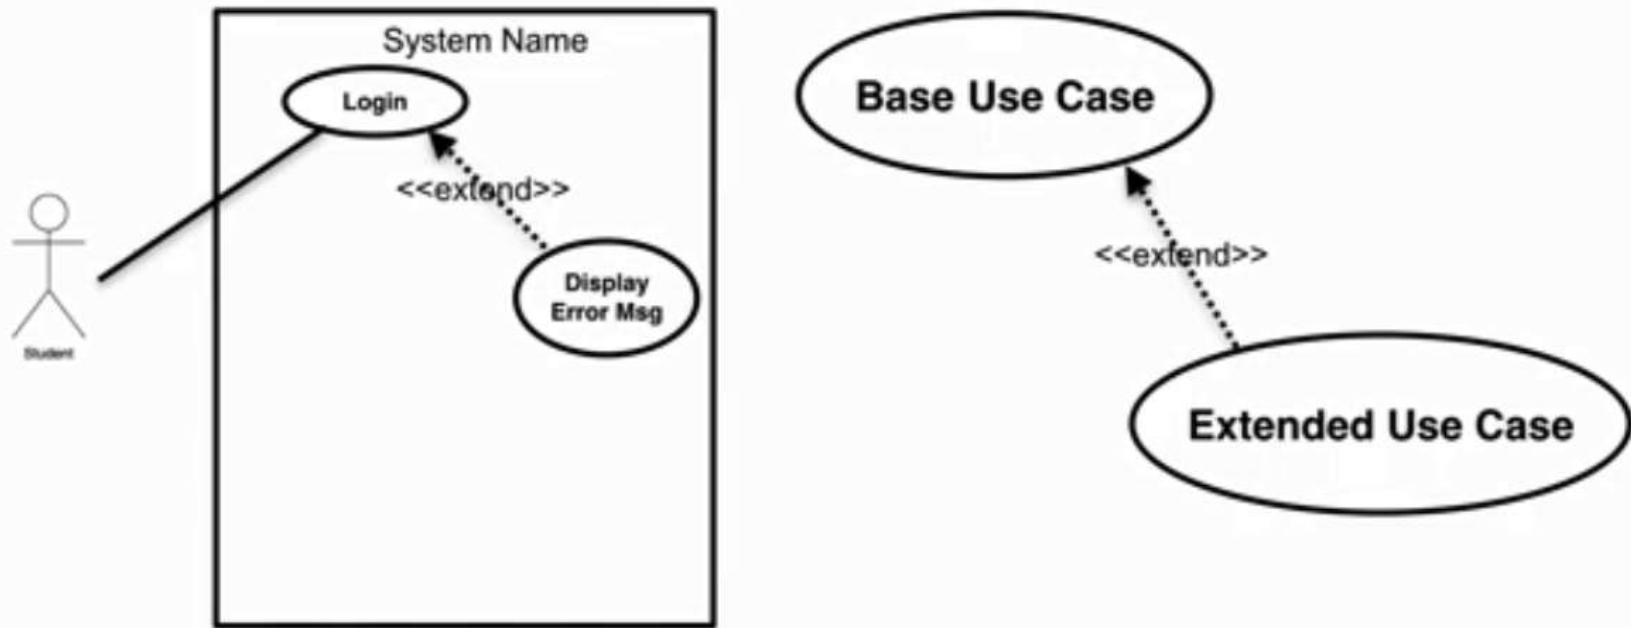 System Name
Login
<<extend>>
Display
Error Msg
Student
Base Use Case
<<extend>>
Extended Use Case